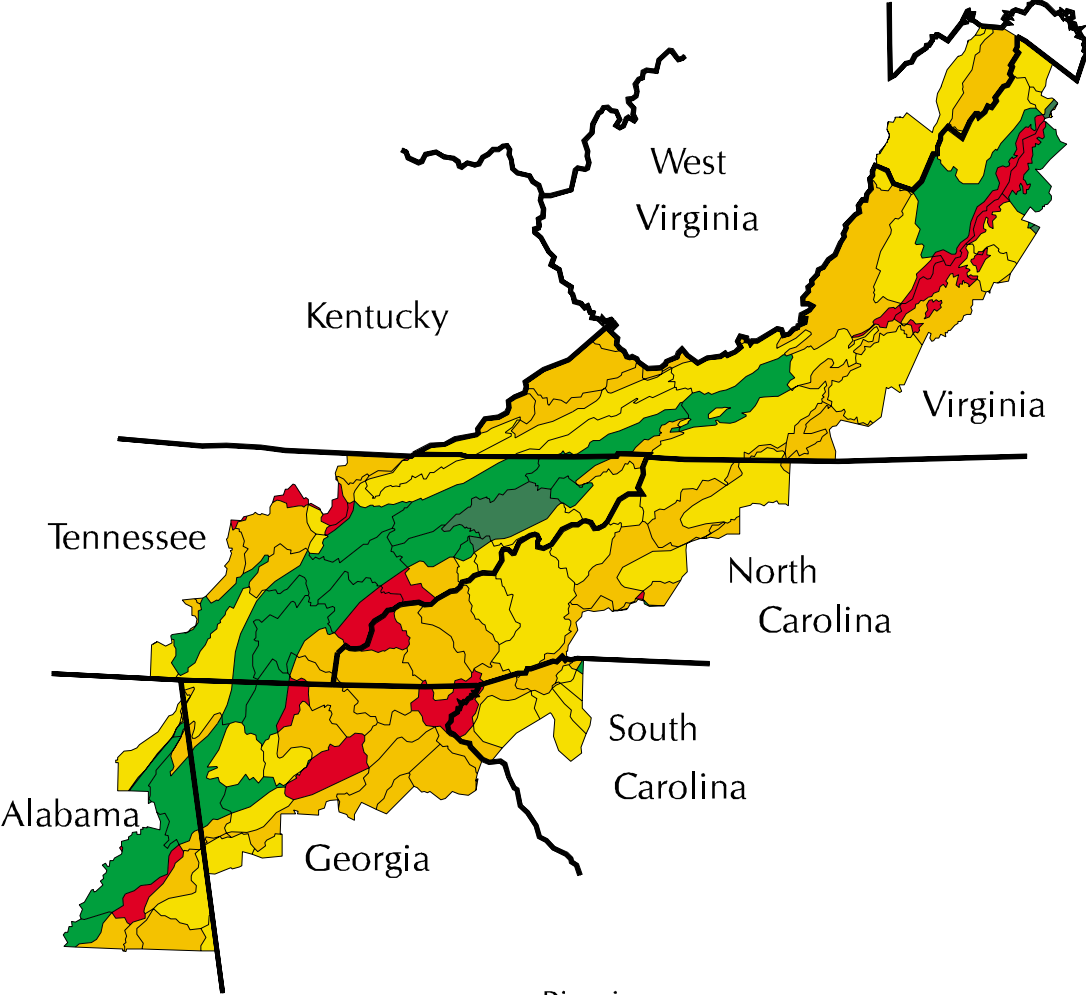 West
Virginia
Kentucky
Virginia
Tennessee
North
Carolina
South
Carolina
Alabama
Georgia